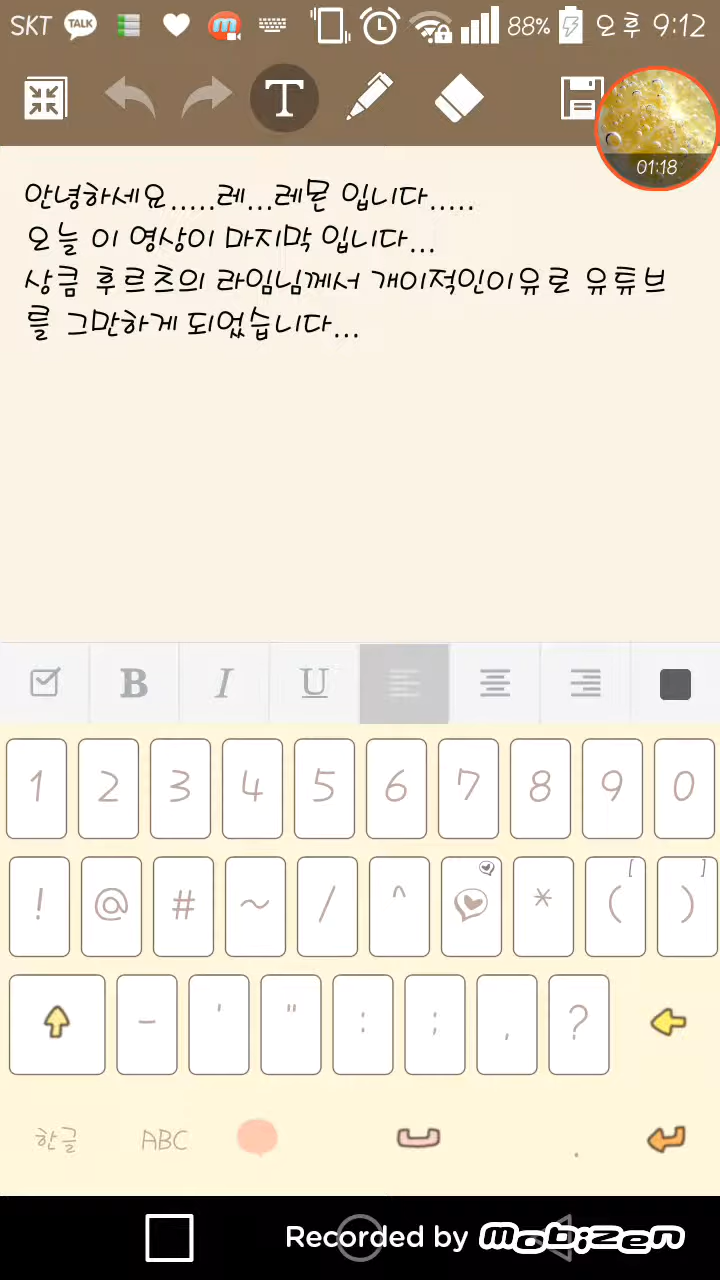 SKT TALK m 88% 오후 9:12
T
01:18
안녕하세요.....레...레몬 입니다.....
오늘 이 영상이 마지막 입니다...
상큼 후르츠의 라임님께서 개이적인이유로 유튜브
를 그만하게 되었습니다...
B I U
1 2 3 4 5 6 7 8 9 0
[ ]
! @ # ~ / ^ * ( )
- ' " : ; , ?
한글 ABC .
Recorded by mobizen